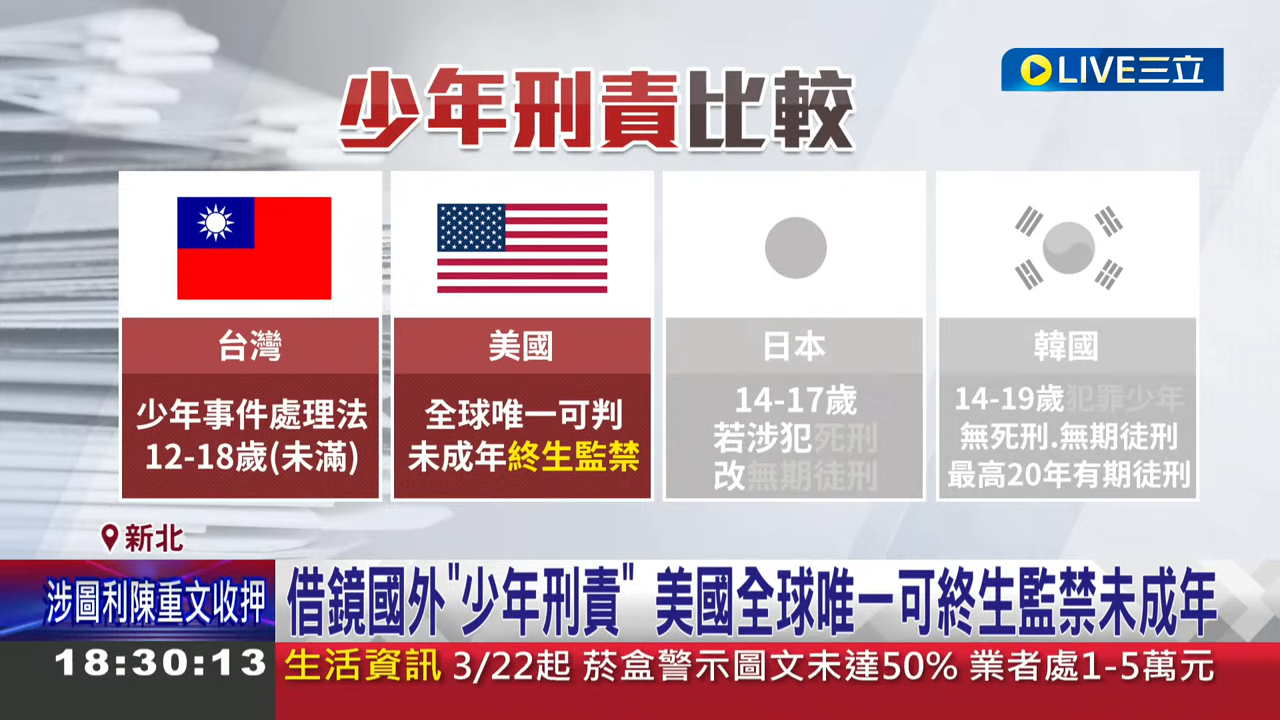 LIVE三立
少年刑責比較
台灣
少年事件處理法
12-18歲(未滿)
美國
全球唯一可判
未成年終生監禁
日本
14-17歲
若涉犯死刑
改無期徒刑
韓國
14-19歲犯罪少年
無死刑.無期徒刑
最高20年有期徒刑
新北
涉圖利陳重文收押
借鏡國外"少年刑責" 美國全球唯一可終生監禁未成年
18:30:13
生活資訊 3/22起 菸盒警示圖文未達50% 業者處1-5萬元